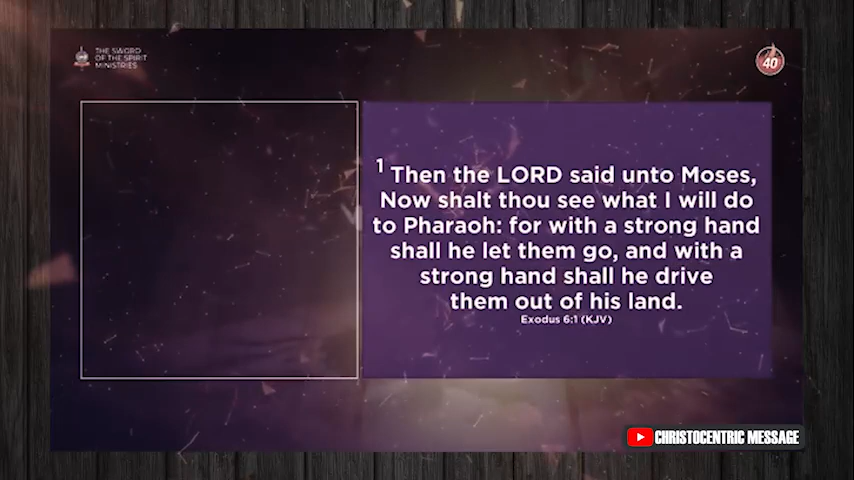 THE SWORD
OF THE SPIRIT
MINISTRIES
40
1 Then the LORD said unto Moses,
Now shalt thou see what I will do
to Pharaoh: for with a strong hand
shall he let them go, and with a
strong hand shall he drive
them out of his land.
Exodus 6:1 (KJV)
CHRISTOCENTRIC MESSAGE